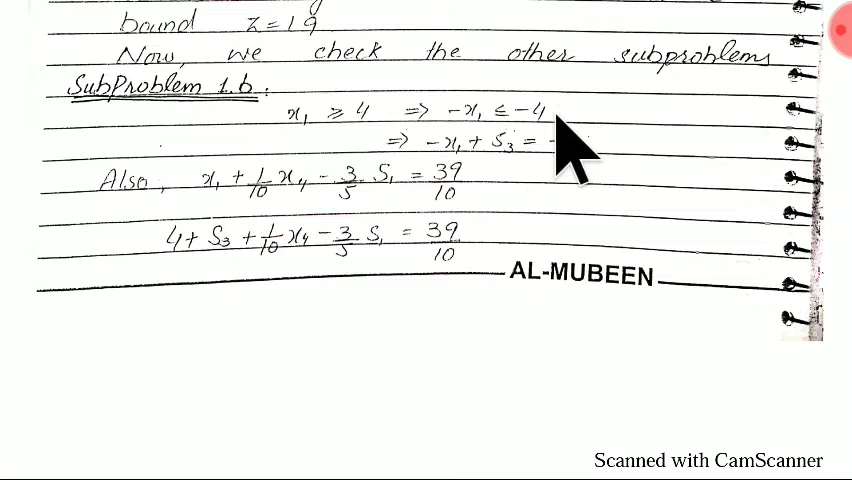 bound z = 19
Now, we check the other subproblems
SubProblem 1.b :
x₁ ≥ 4 ⇒ -x₁ ≤ -4
⇒ -x₁ + S₃ = -
Also, x₁ + 1/10 x₄ - 3/5 S₁ = 39/10
4 + S₃ + 1/10 x₄ - 3/5 S₁ = 39/10
AL-MUBEEN
Scanned with CamScanner